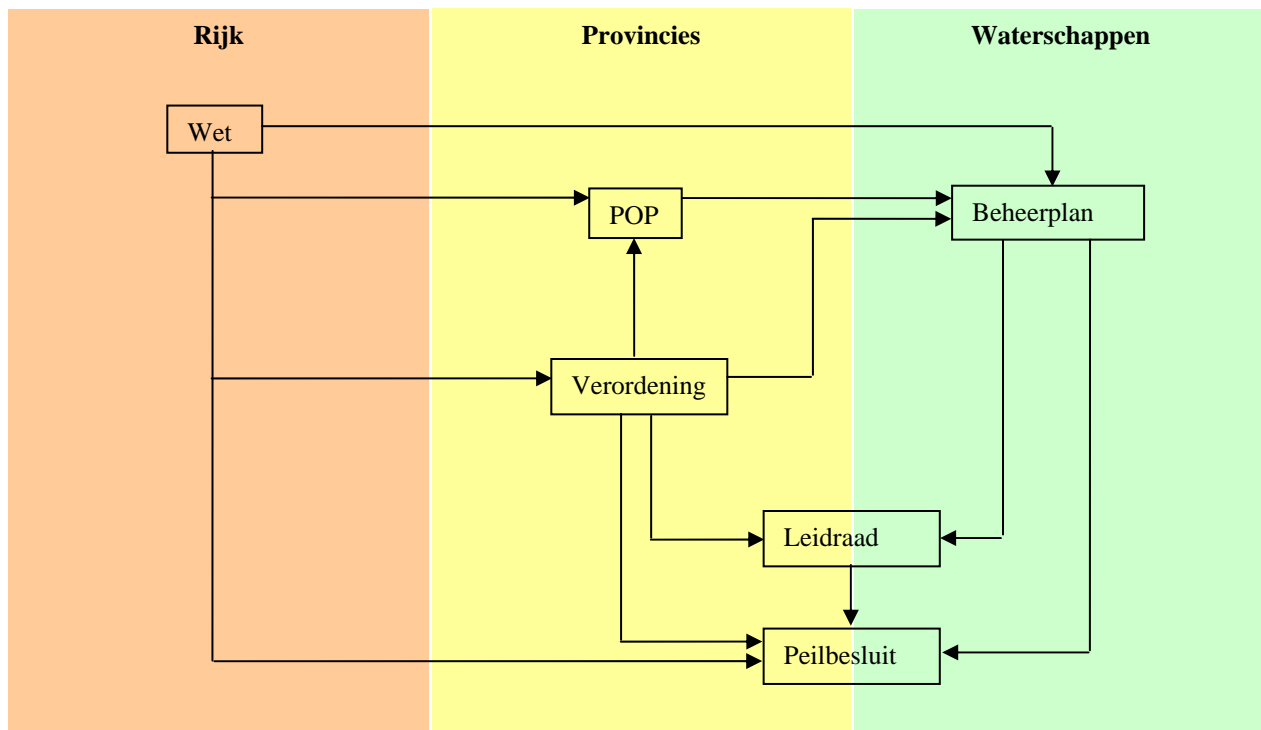 Rijk
Provincies
Waterschappen
Wet
POP
Beheerplan
Verordening
Leidraad
Peilbesluit